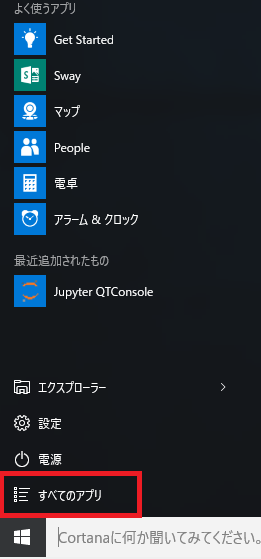 よく使うアプリ
Get Started
Sway
マップ
People
電卓
アラーム & クロック
最近追加されたもの
Jupyter QTConsole
エクスプローラー
設定
電源
すべてのアプリ
Cortanaに何か聞いてみてください。